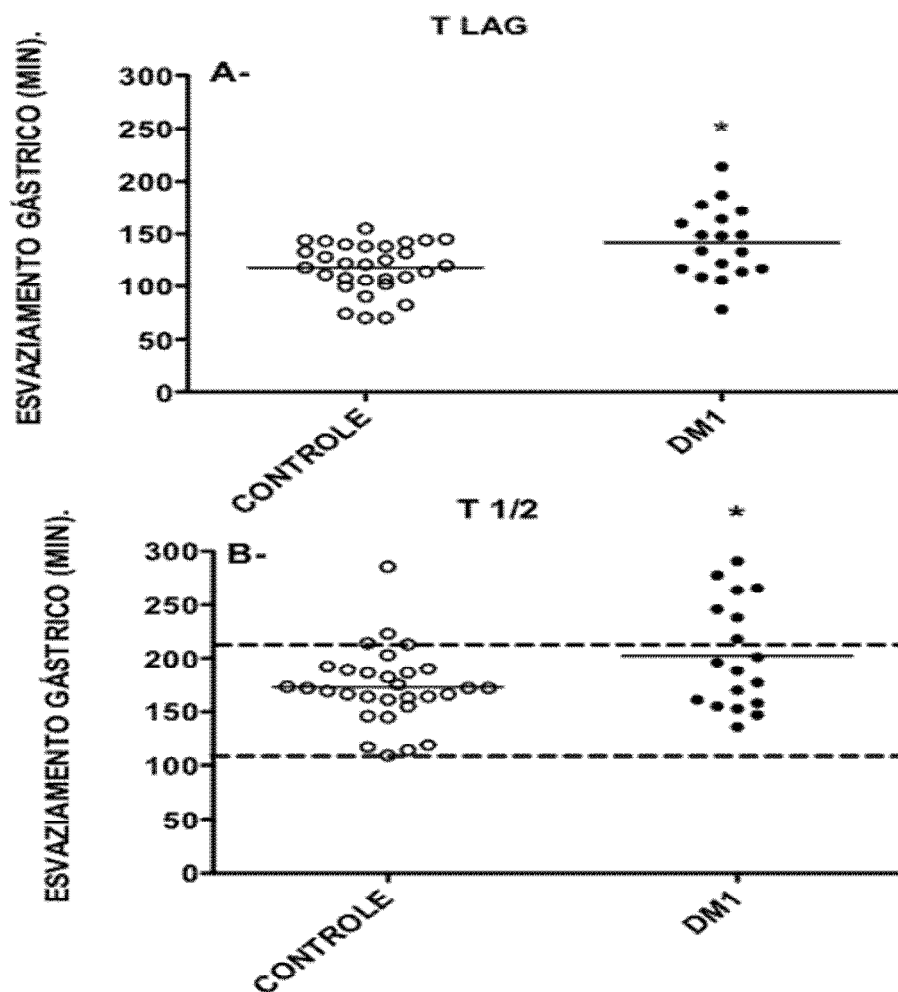 T LAG
ESVAZIAMENTO GÁSTRICO (MIN).
A-
300
250
200
150
100
50
0
*
CONTROLE
DM1
T 1/2
ESVAZIAMENTO GÁSTRICO (MIN).
B-
300
250
200
150
100
50
0
*
CONTROLE
DM1